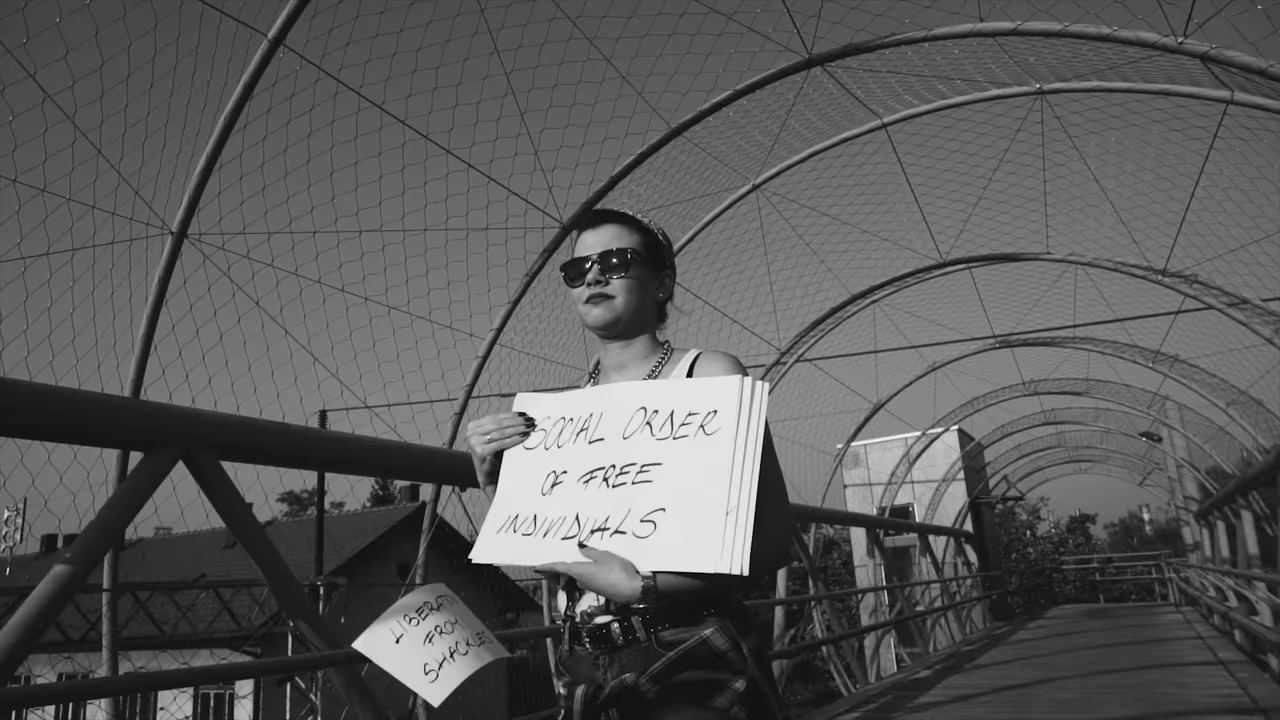 SOCIAL ORDER
OF FREE
INDIVIDUALS
LIBERATION
FROM
SHACKLES